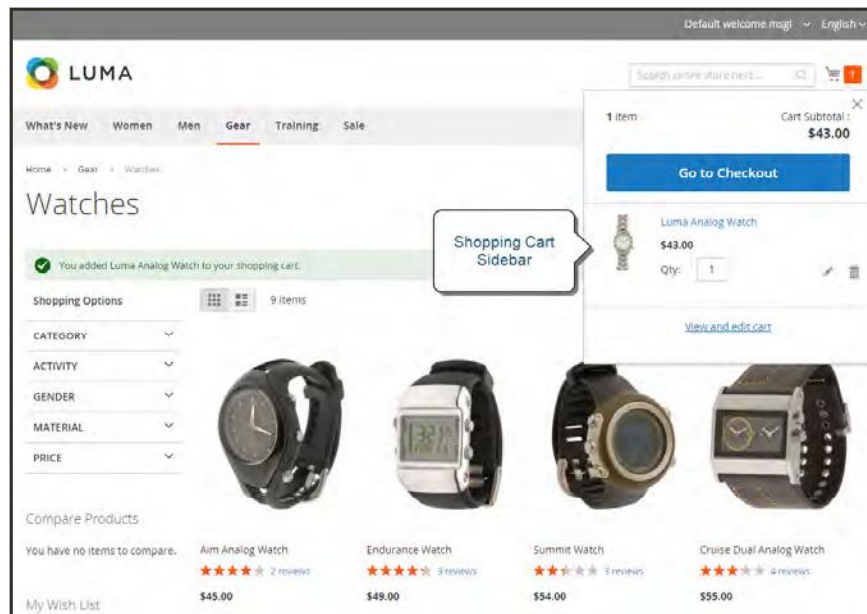 Default welcome msg! English
LUMA
Search entire store here...
1
What's New Women Men Gear Training Sale
1 item
Cart Subtotal :
$43.00
Go to Checkout
Home > Gear > Watches
Watches
Shopping Cart
Sidebar
Luma Analog Watch
$43.00
Qty: 1
You added Luma Analog Watch to your shopping cart.
View and edit cart
Shopping Options
9 items
CATEGORY
ACTIVITY
GENDER
MATERIAL
PRICE
Compare Products
You have no items to compare.
My Wish List
Aim Analog Watch
2 reviews
$45.00
Endurance Watch
3 reviews
$49.00
Summit Watch
3 reviews
$54.00
Cruise Dual Analog Watch
4 reviews
$55.00